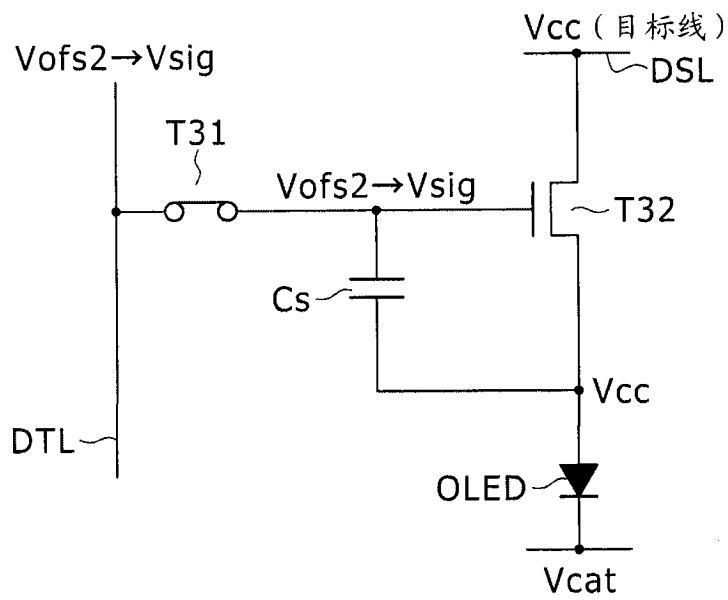 Vcc（目标线）
Vofs2→Vsig
DSL
T31
Vofs2→Vsig
T32
Cs
Vcc
DTL
OLED
Vcat